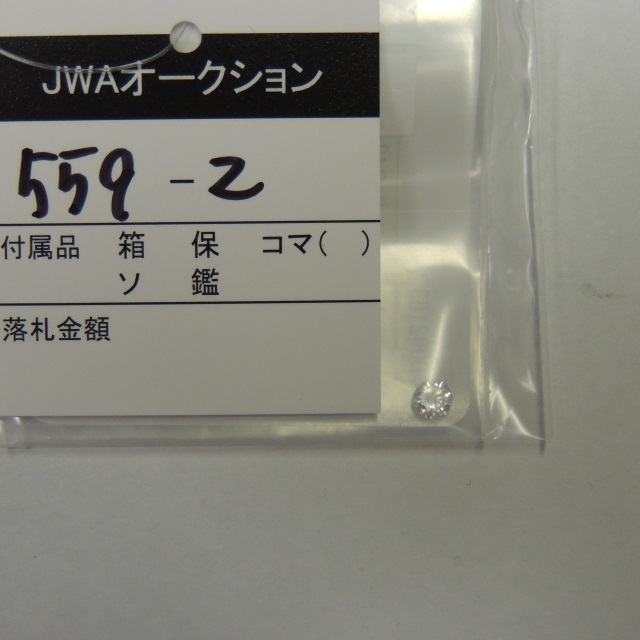 JWAオークション
559-2
付属品 箱 保 コマ( )
ソ 鑑
落札金額